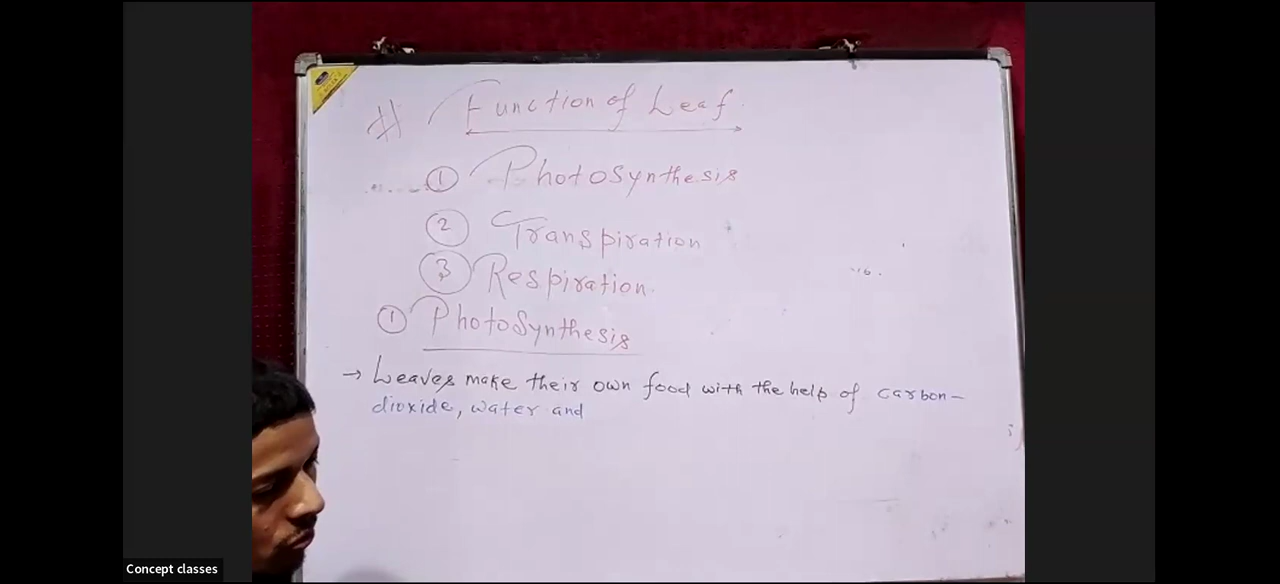 # Function of Leaf
① Photosynthesis
② Transpiration
③ Respiration.
① Photosynthesis
→ Leaves make their own food with the help of carbon-
dioxide, water and
Concept classes